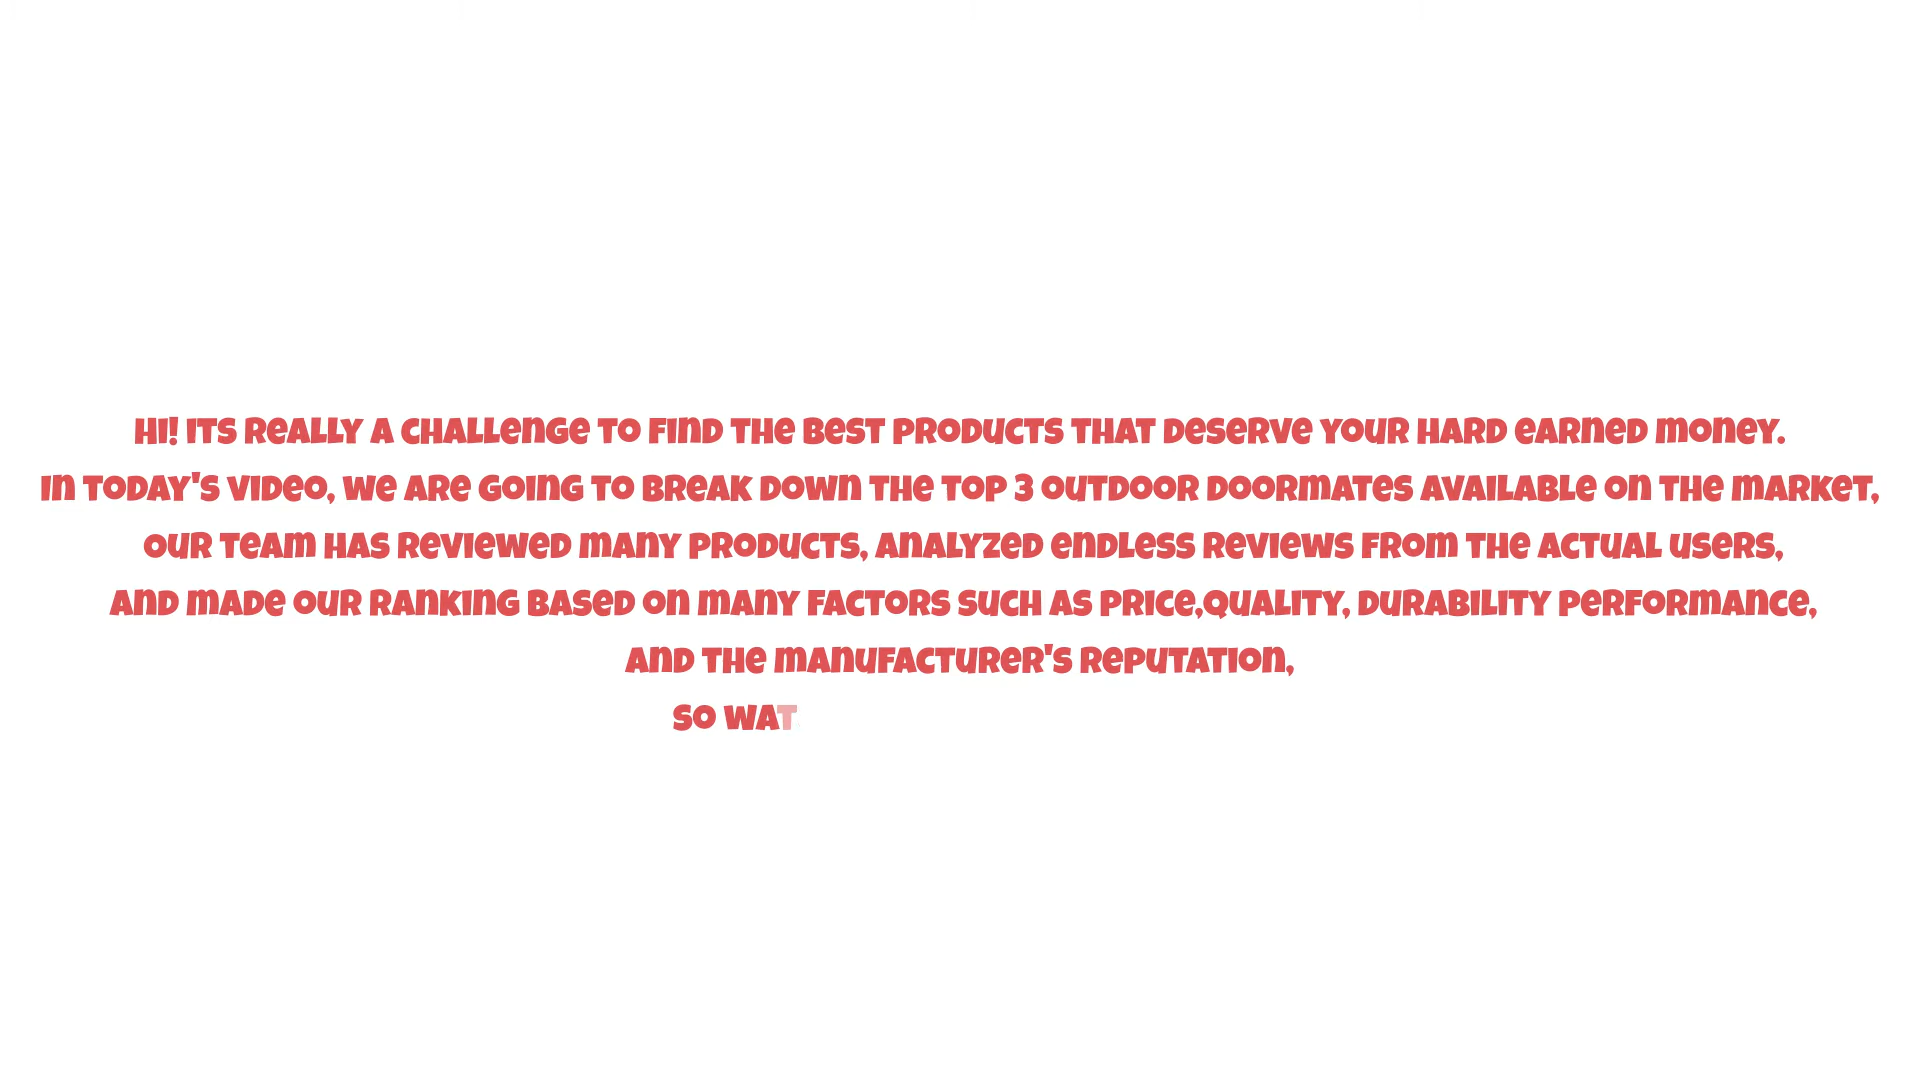 Hi! Its really a challenge to find the best products that deserve your hard earned money.
In today's video, we are going to break down the top 3 outdoor doormates available on the market,
our team has reviewed many products, analyzed endless reviews from the actual users,
and made our ranking based on many factors such as price,quality, durability performance,
and the manufacturer's reputation,
so wat